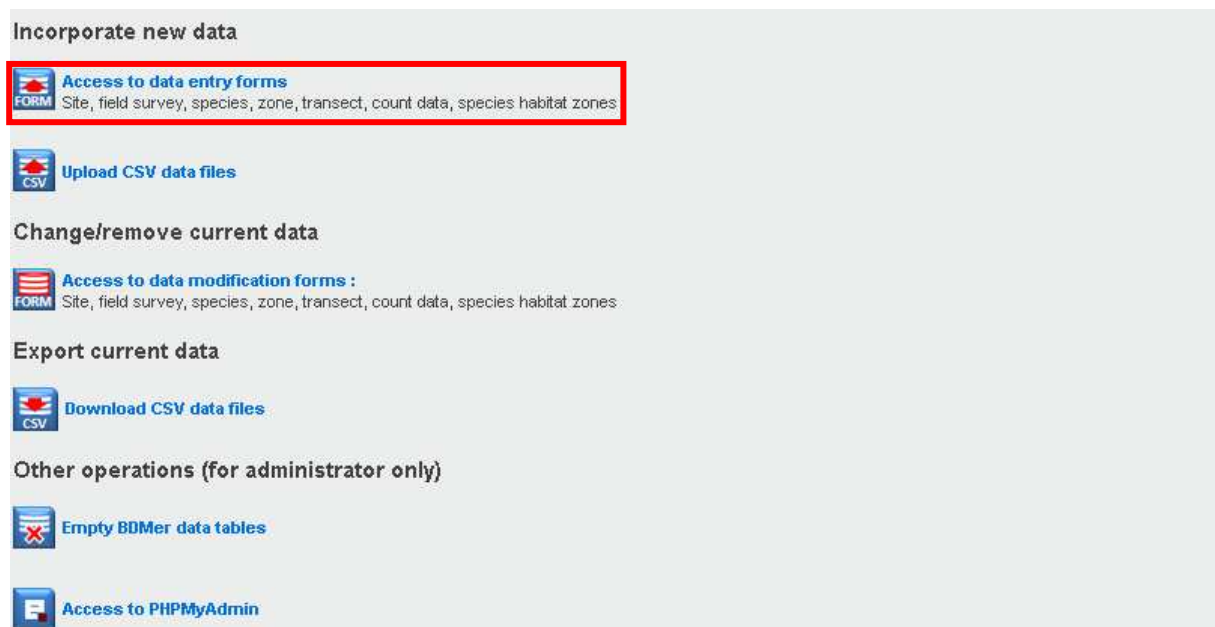 Incorporate new data
Access to data entry forms
FORM
Site, field survey, species, zone, transect, count data, species habitat zones
CSV
Upload CSV data files
Change/remove current data
Access to data modification forms :
FORM
Site, field survey, species, zone, transect, count data, species habitat zones
Export current data
CSV
Download CSV data files
Other operations (for administrator only)
Empty BDMer data tables
Access to PHPMyAdmin